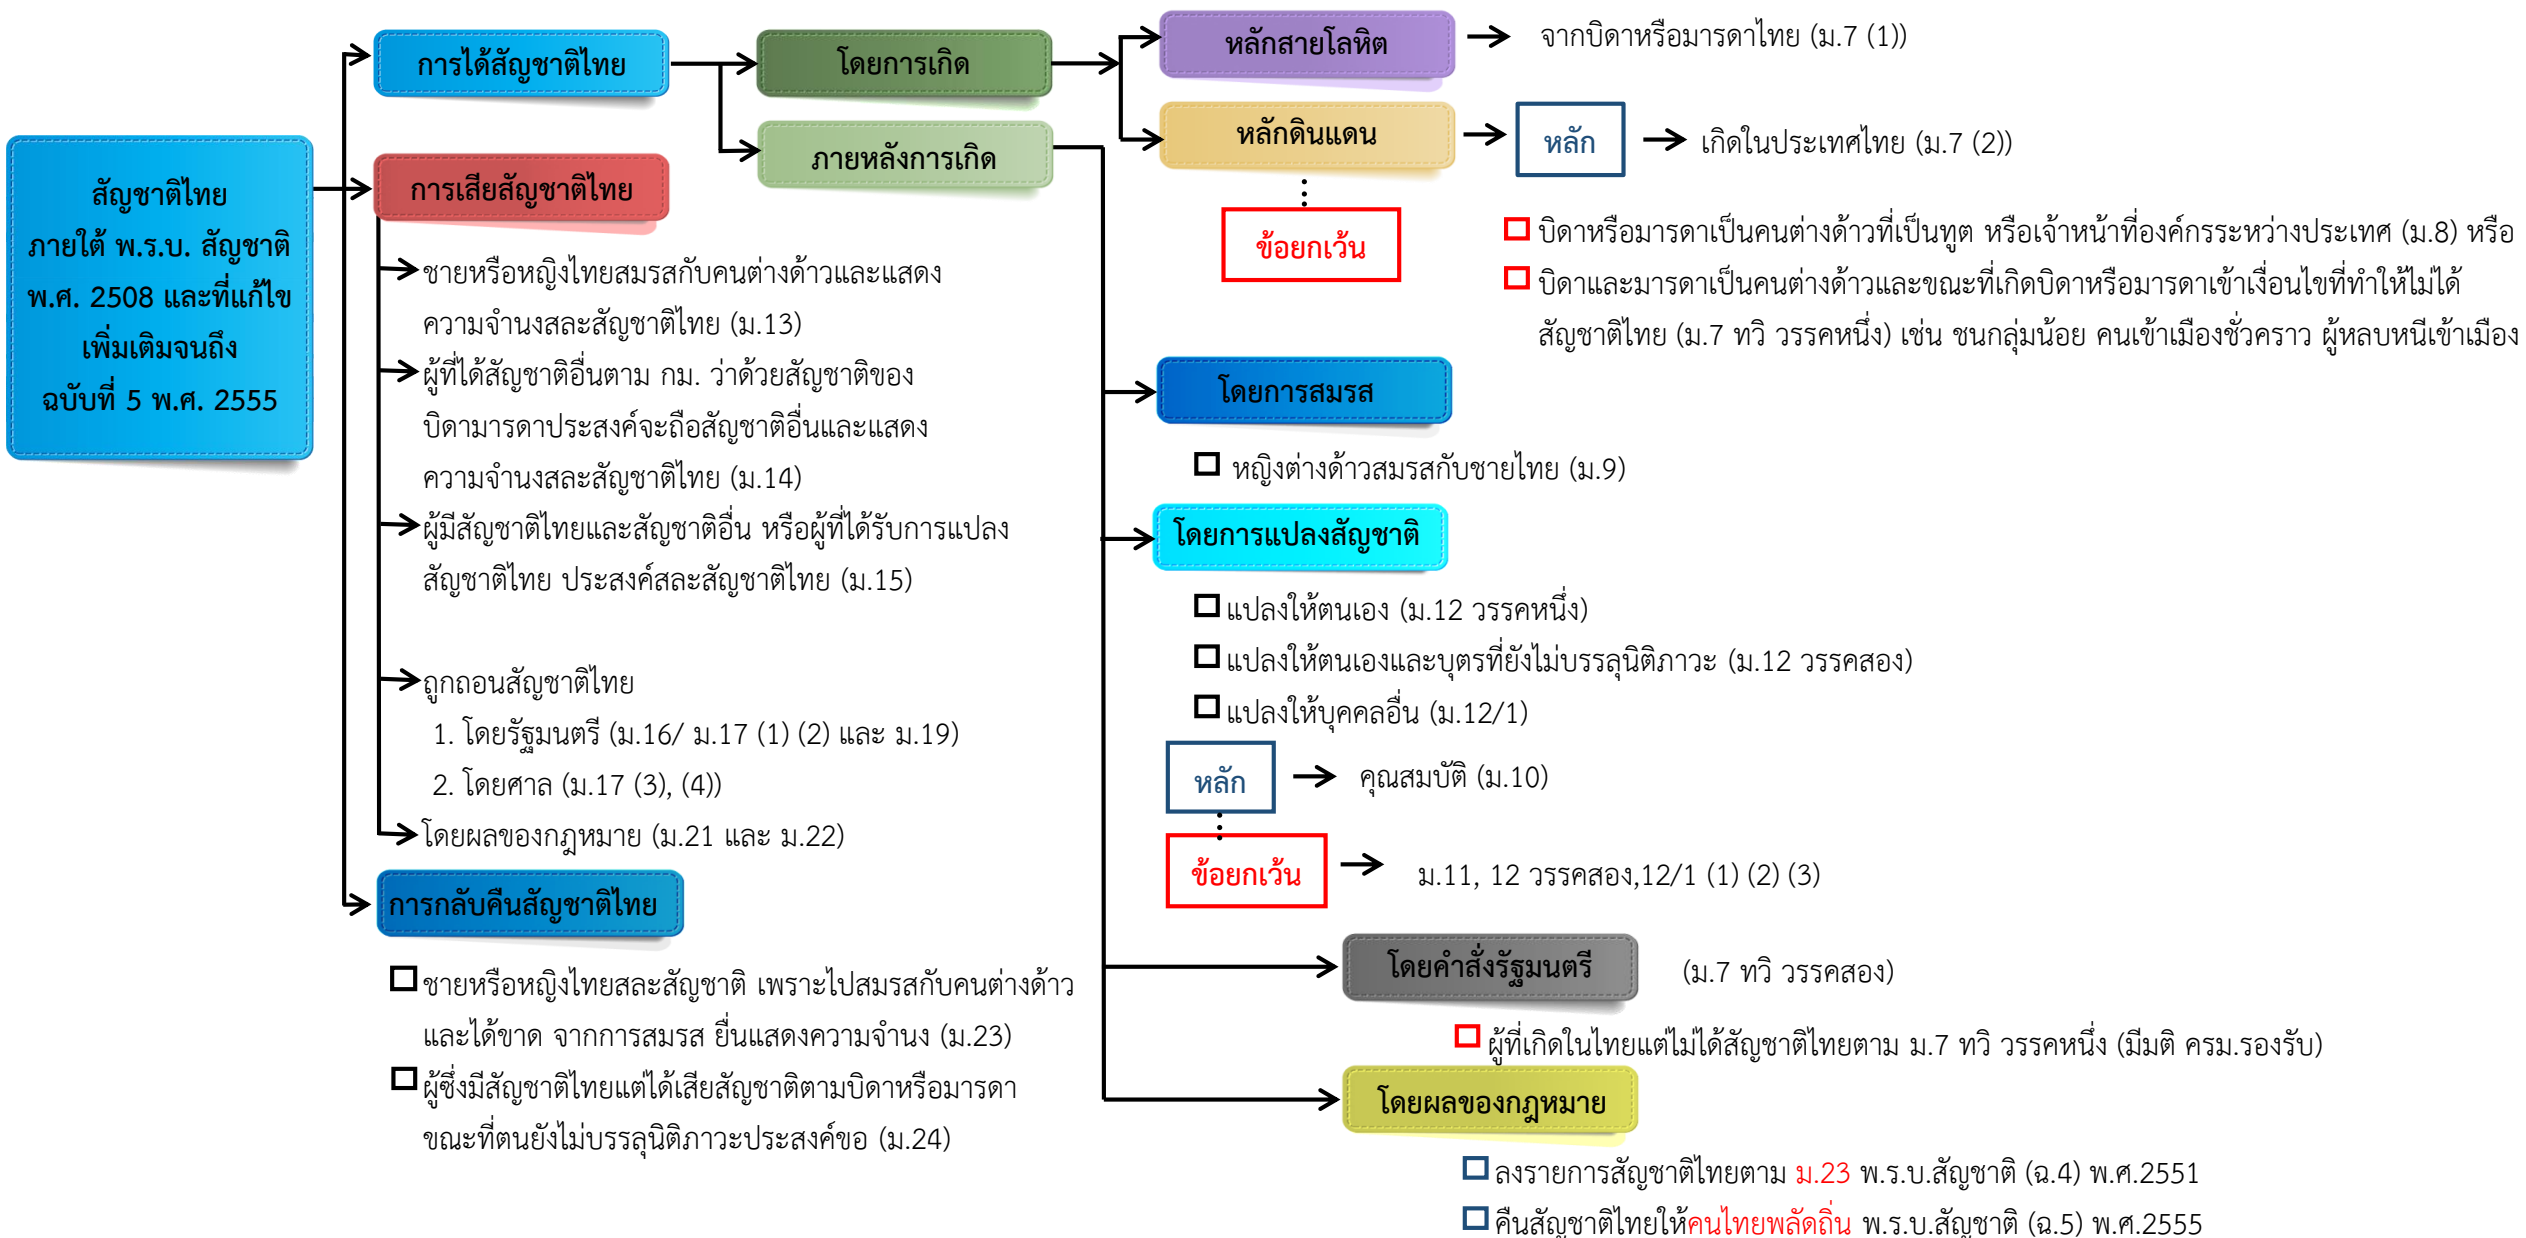 สัญชาติไทย
ภายใต้ พ.ร.บ. สัญชาติ
พ.ศ. 2508 และที่แก้ไข
เพิ่มเติมจนถึง
ฉบับที่ 5 พ.ศ. 2555
การได้สัญชาติไทย
โดยการเกิด
หลักสายโลหิต
จากบิดาหรือมารดาไทย (ม.7 (1))
หลักดินแดน
หลัก
เกิดในประเทศไทย (ม.7 (2))
ข้อยกเว้น
บิดาหรือมารดาเป็นคนต่างด้าวที่เป็นทูต หรือเจ้าหน้าที่องค์กรระหว่างประเทศ (ม.8) หรือ
บิดาและมารดาเป็นคนต่างด้าวและขณะที่เกิดบิดาหรือมารดาเข้าเงื่อนไขที่ทำให้ไม่ได้
สัญชาติไทย (ม.7 ทวิ วรรคหนึ่ง) เช่น ชนกลุ่มน้อย คนเข้าเมืองชั่วคราว ผู้หลบหนีเข้าเมือง
ภายหลังการเกิด
โดยการสมรส
หญิงต่างด้าวสมรสกับชายไทย (ม.9)
โดยการแปลงสัญชาติ
แปลงให้ตนเอง (ม.12 วรรคหนึ่ง)
แปลงให้ตนเองและบุตรที่ยังไม่บรรลุนิติภาวะ (ม.12 วรรคสอง)
แปลงให้บุคคลอื่น (ม.12/1)
หลัก
คุณสมบัติ (ม.10)
ข้อยกเว้น
ม.11, 12 วรรคสอง,12/1 (1) (2) (3)
โดยคำสั่งรัฐมนตรี
(ม.7 ทวิ วรรคสอง)
ผู้ที่เกิดในไทยแต่ไม่ได้สัญชาติไทยตาม ม.7 ทวิ วรรคหนึ่ง (มีมติ ครม.รองรับ)
โดยผลของกฎหมาย
ลงรายการสัญชาติไทยตาม ม.23 พ.ร.บ.สัญชาติ (ฉ.4) พ.ศ.2551
คืนสัญชาติไทยให้คนไทยพลัดถิ่น พ.ร.บ.สัญชาติ (ฉ.5) พ.ศ.2555
การเสียสัญชาติไทย
ชายหรือหญิงไทยสมรสกับคนต่างด้าวและแสดง
ความจำนงสละสัญชาติไทย (ม.13)
ผู้ที่ได้สัญชาติอื่นตาม กม. ว่าด้วยสัญชาติของ
บิดามารดาประสงค์จะถือสัญชาติอื่นและแสดง
ความจำนงสละสัญชาติไทย (ม.14)
ผู้มีสัญชาติไทยและสัญชาติอื่น หรือผู้ที่ได้รับการแปลง
สัญชาติไทย ประสงค์สละสัญชาติไทย (ม.15)
ถูกถอนสัญชาติไทย
1. โดยรัฐมนตรี (ม.16/ ม.17 (1) (2) และ ม.19)
2. โดยศาล (ม.17 (3), (4))
โดยผลของกฎหมาย (ม.21 และ ม.22)
การกลับคืนสัญชาติไทย
ชายหรือหญิงไทยสละสัญชาติ เพราะไปสมรสกับคนต่างด้าว
และได้ขาด จากการสมรส ยื่นแสดงความจำนง (ม.23)
ผู้ซึ่งมีสัญชาติไทยแต่ได้เสียสัญชาติตามบิดาหรือมารดา
ขณะที่ตนยังไม่บรรลุนิติภาวะประสงค์ขอ (ม.24)